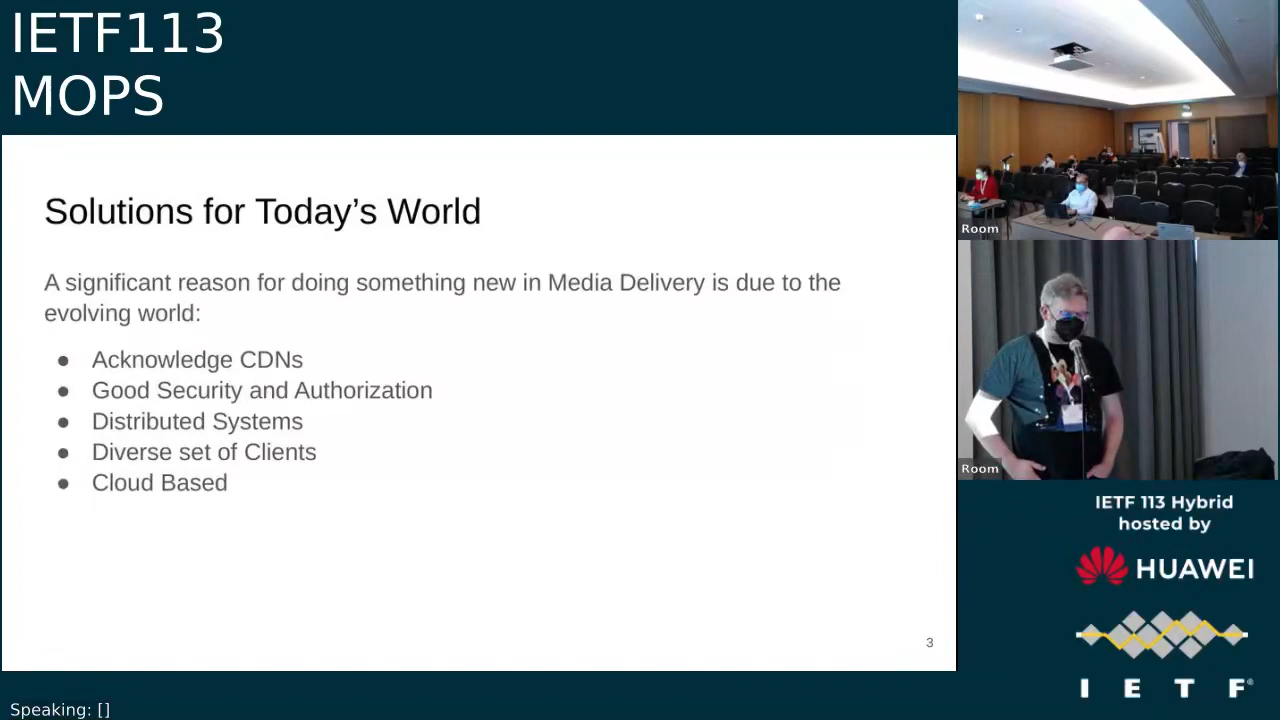 IETF113
MOPS
Solutions for Today's World
A significant reason for doing something new in Media Delivery is due to the
evolving world:
● Acknowledge CDNs
● Good Security and Authorization
● Distributed Systems
● Diverse set of Clients
● Cloud Based
3
Speaking: []
Room
Room
IETF 113 Hybrid
hosted by
HUAWEI
I E T F®